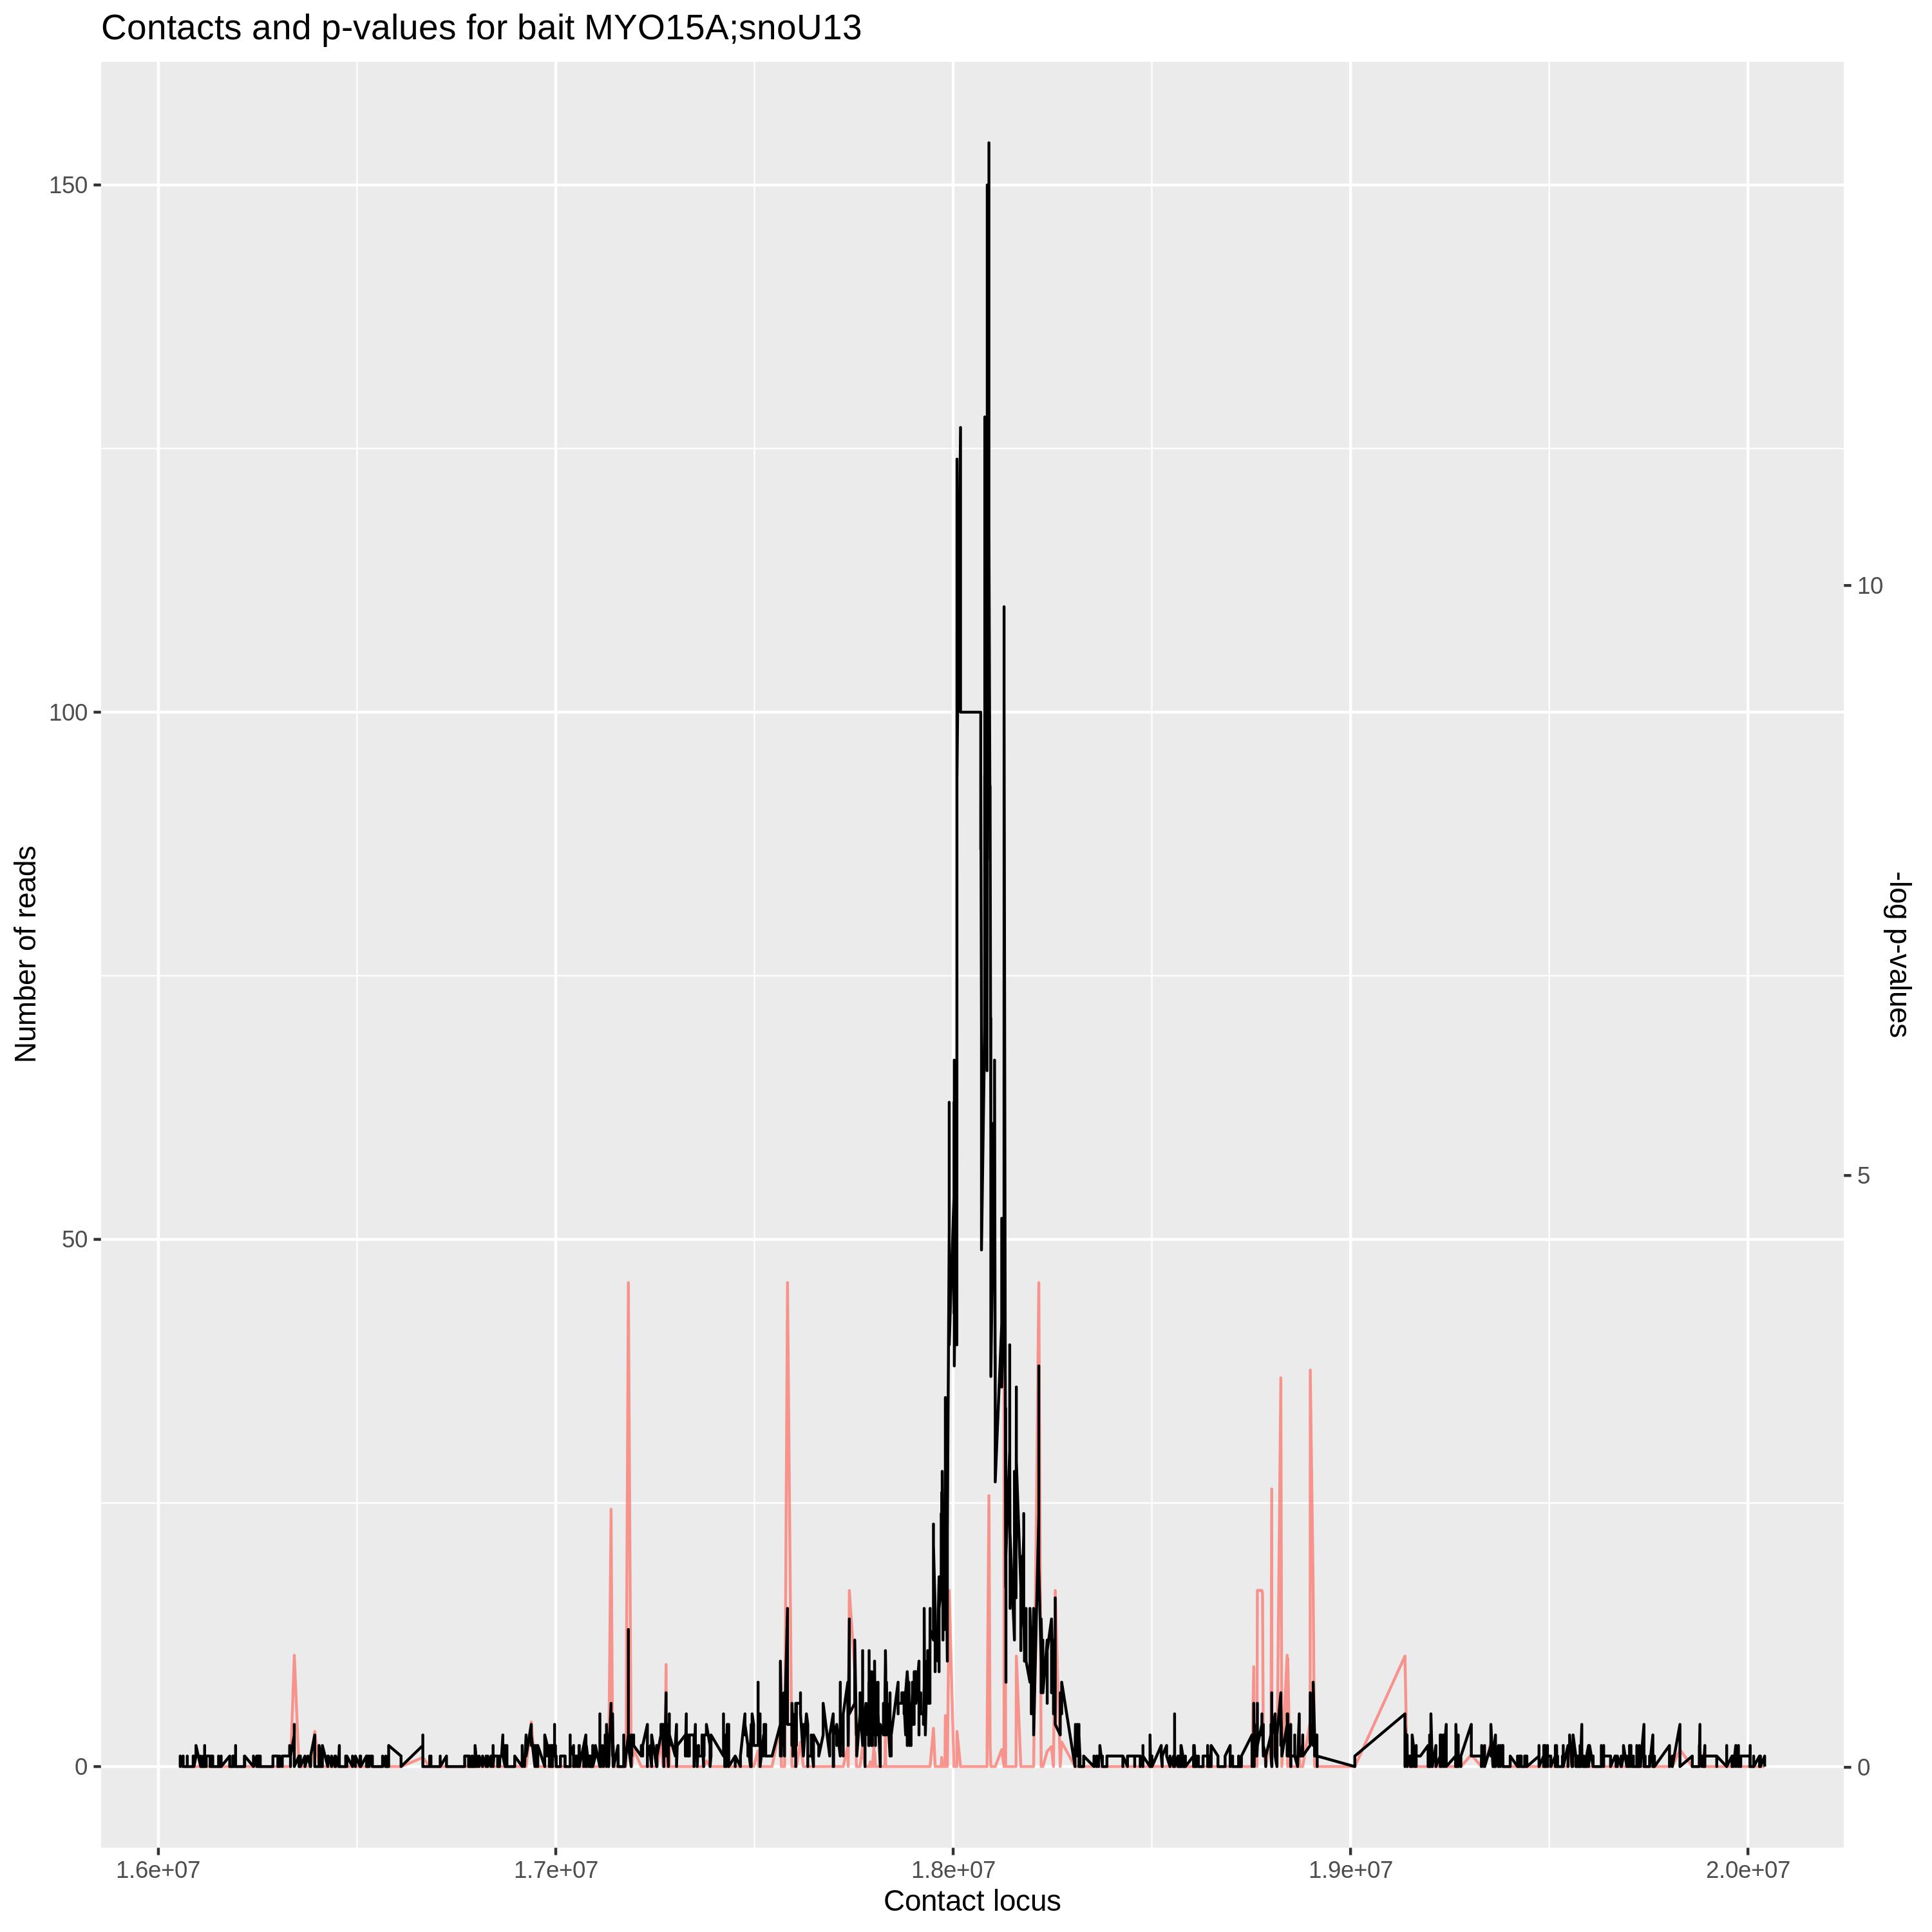 Contacts and p-values for bait MYO15A;snoU13
150
100
50
0
Number of reads
10
5
0
-log p-values
1.6e+07 1.7e+07 1.8e+07 1.9e+07 2.0e+07
Contact locus